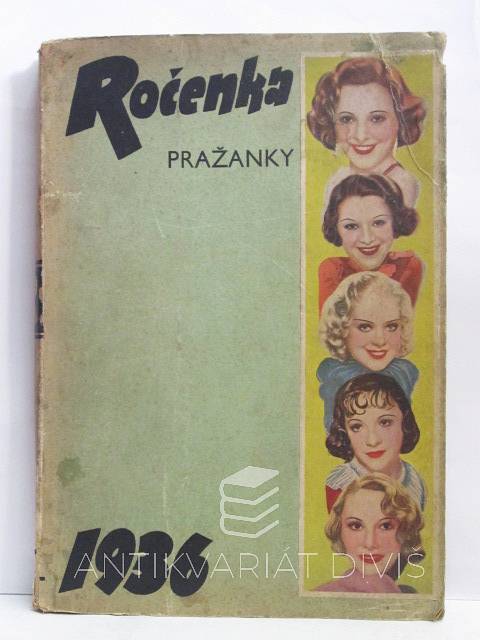 Ročenka
PRAŽANKY
1936
ANTIKVARIÁT DIVIŠ